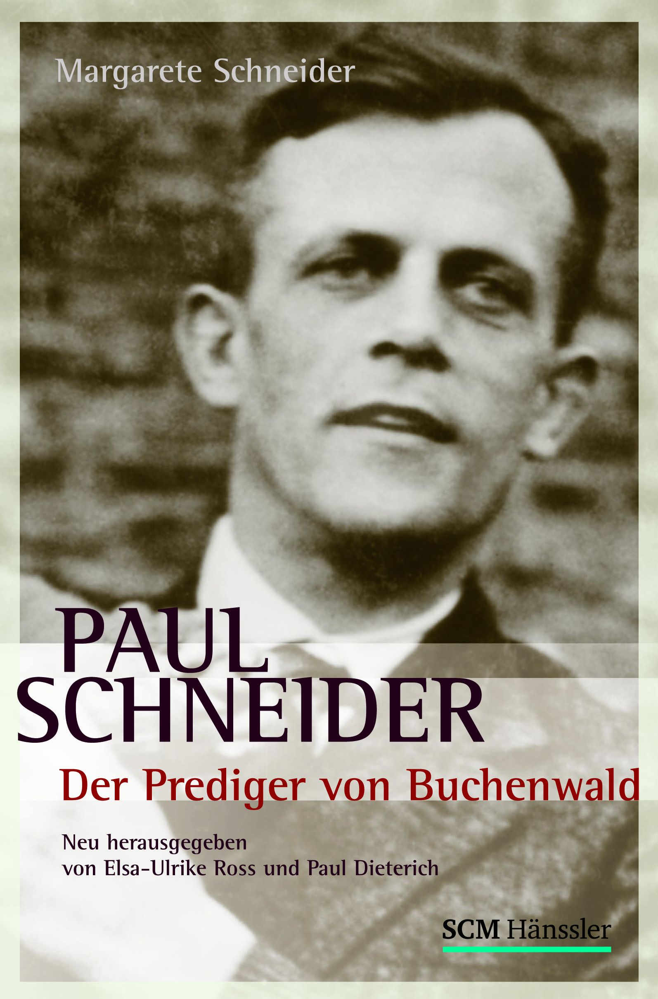 Margarete Schneider
PAUL
SCHNEIDER
Der Prediger von Buchenwald
Neu herausgegeben
von Elsa-Ulrike Ross und Paul Dieterich
SCM Hänssler